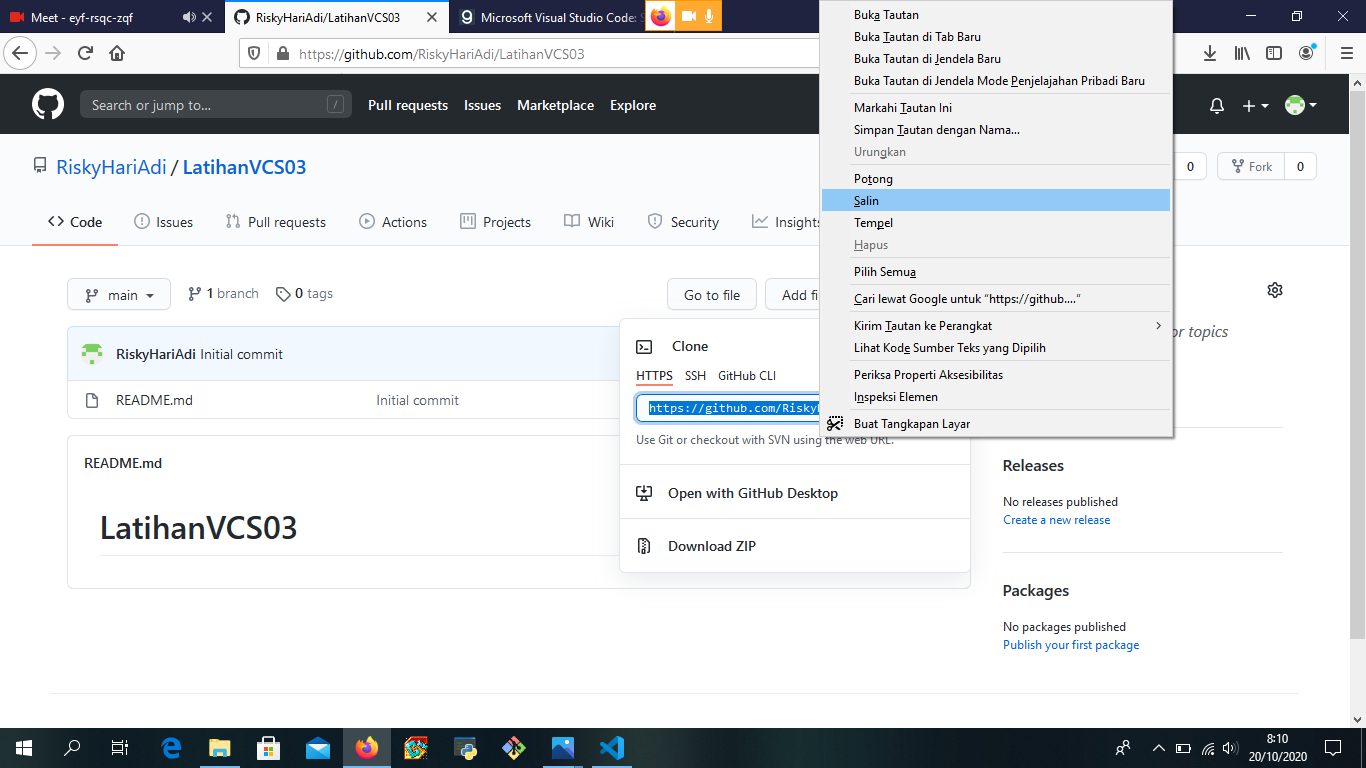 Meet - eyf-rsqc-zqf
RiskyHariAdi/LatihanVCS03
Microsoft Visual Studio Code:
https://github.com/RiskyHariAdi/LatihanVCS03
Search or jump to...
/
Pull requests
Issues
Marketplace
Explore
RiskyHariAdi / LatihanVCS03
0
Fork
0
Code
Issues
Pull requests
Actions
Projects
Wiki
Security
Insights
main
1 branch
0 tags
Go to file
Add fi
or topics
RiskyHariAdi Initial commit
README.md
Initial commit
README.md
LatihanVCS03
Clone
HTTPS
SSH
GitHub CLI
https://github.com/Risky
Use Git or checkout with SVN using the web URL.
Open with GitHub Desktop
Download ZIP
Buka Tautan
Buka Tautan di Tab Baru
Buka Tautan di Jendela Baru
Buka Tautan di Jendela Mode Penjelajahan Pribadi Baru
Markahi Tautan Ini
Simpan Tautan dengan Nama...
Urungkan
Potong
Salin
Tempel
Hapus
Pilih Semua
Cari lewat Google untuk “https://github....”
Kirim Tautan ke Perangkat
Lihat Kode Sumber Teks yang Dipilih
Periksa Properti Aksesibilitas
Inspeksi Elemen
Buat Tangkapan Layar
Releases
No releases published
Create a new release
Packages
No packages published
Publish your first package
8:10
20/10/2020